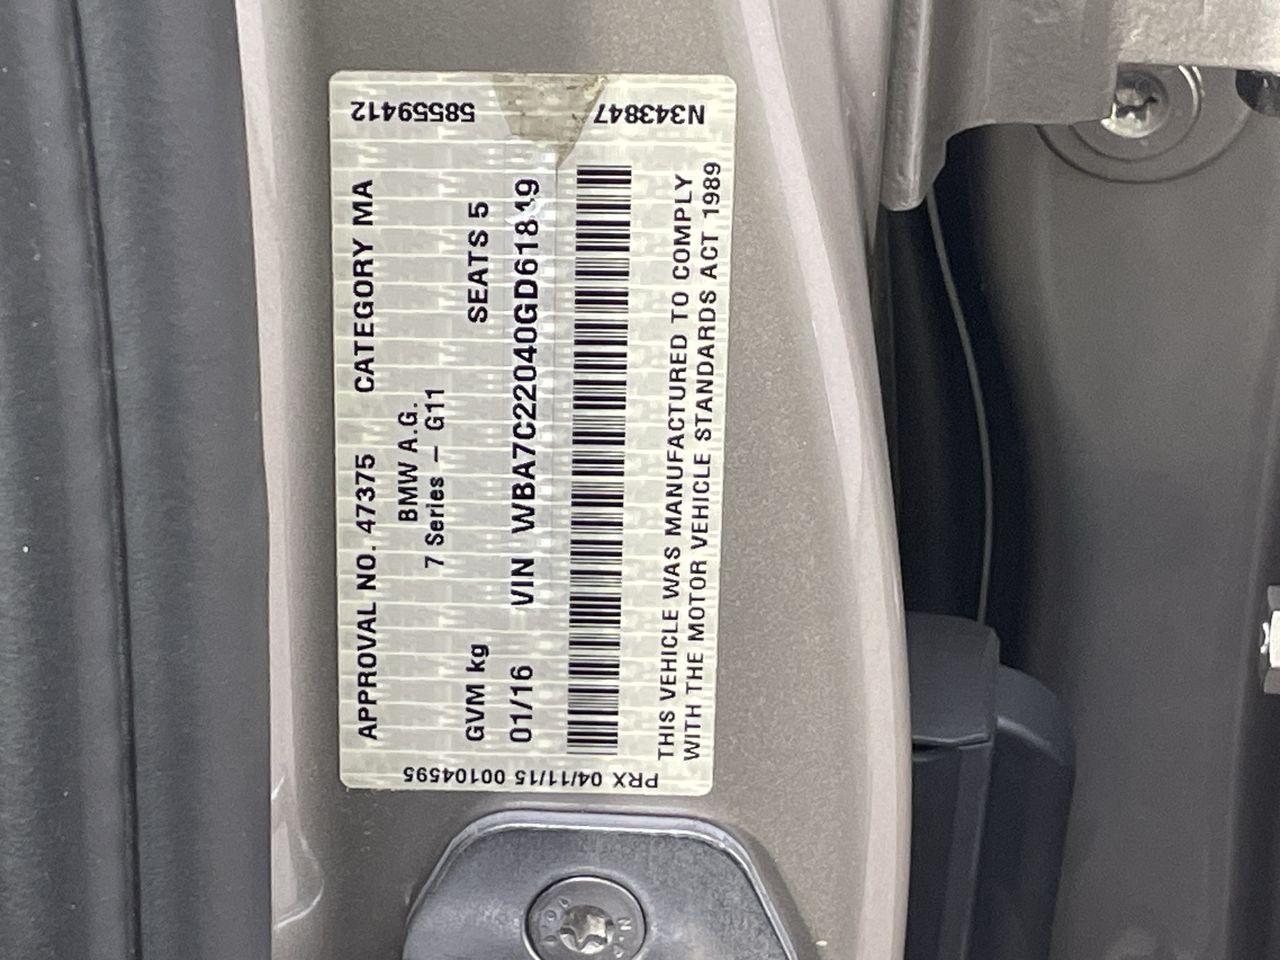 58559412
N343847
APPROVAL NO. 47375 CATEGORY MA
BMW A.G.
7 Series – G11
GVM kg SEATS 5
01/16 VIN WBA7C22040GD61849
THIS VEHICLE WAS MANUFACTURED TO COMPLY
WITH THE MOTOR VEHICLE STANDARDS ACT 1989
PRX 04/11/15 00104595